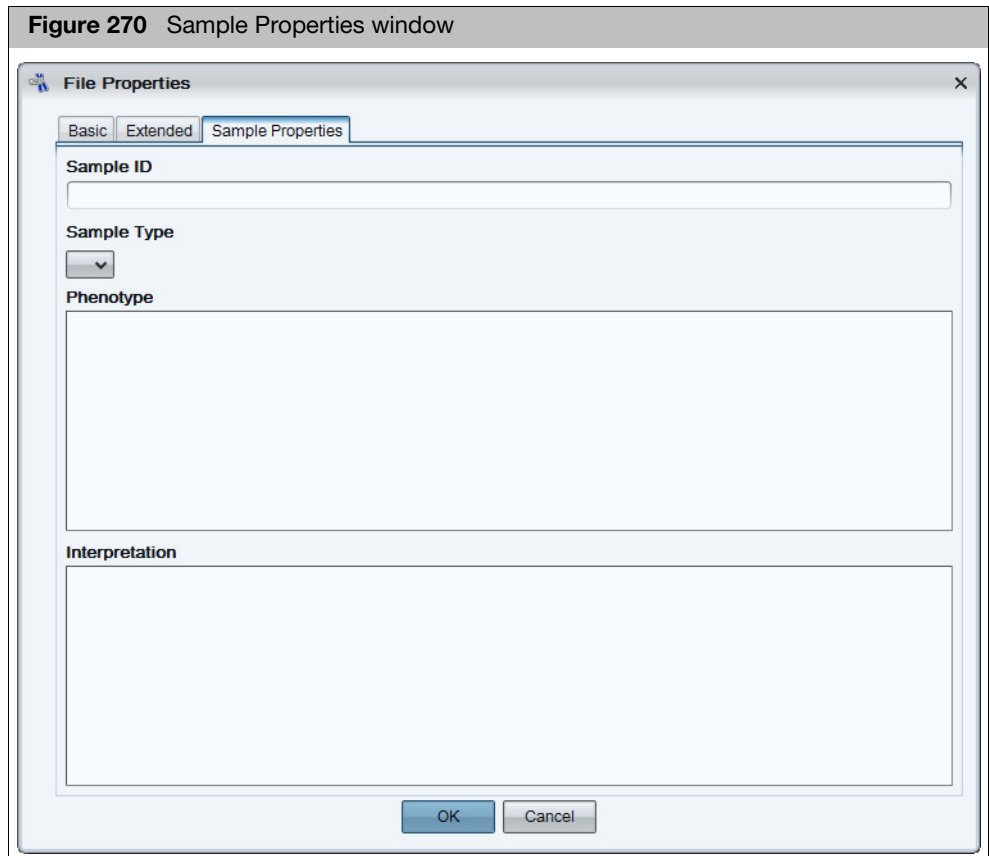 Figure 270 Sample Properties window
File Properties
Basic Extended Sample Properties
Sample ID
Sample Type
Phenotype
Interpretation
OK Cancel